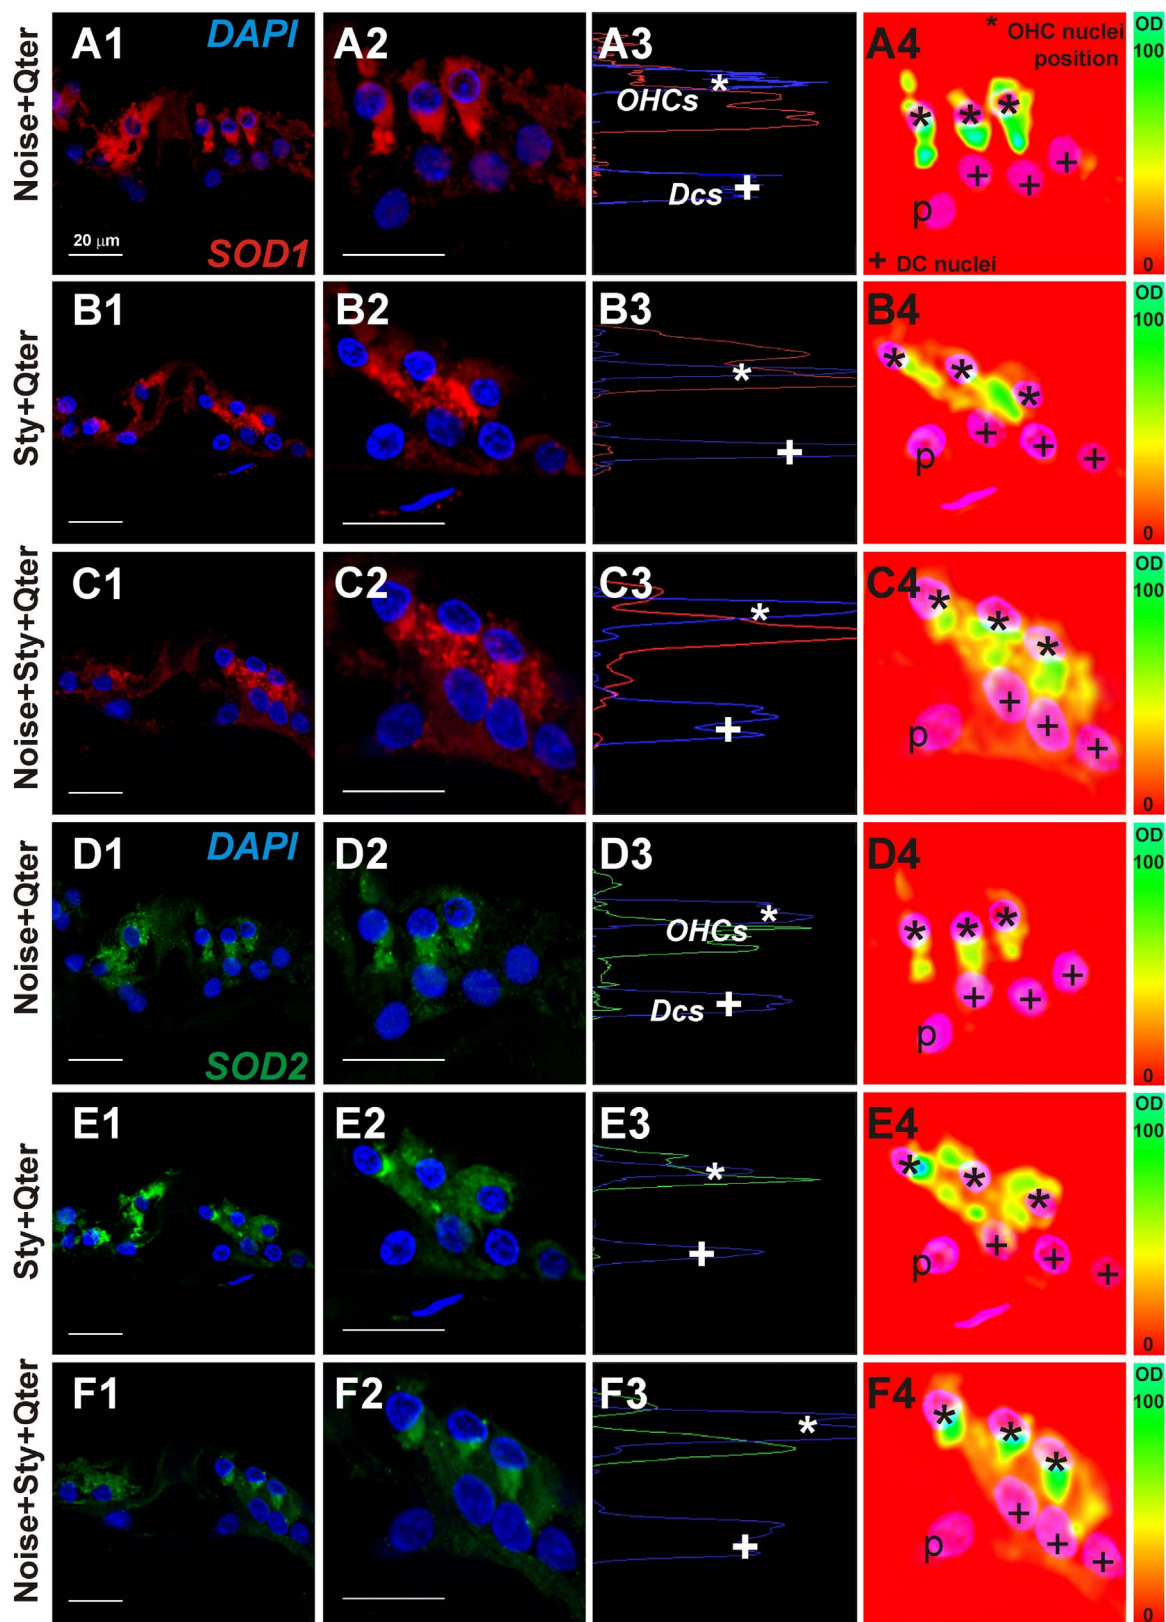 Noise+Qter
A1
DAPI
20 μm
SOD1
A2
A3
*
OHCs
Dcs +
A4
* OHC nuclei
position
* * *
+ + +
p
+ DC nuclei
OD
100
0
Sty+Qter
B1
B2
B3
*
+
B4
* * *
+ + +
p
OD
100
0
Noise+Sty+Qter
C1
C2
C3
*
+
C4
* * *
+ + +
p
OD
100
0
Noise+Qter
D1
DAPI
SOD2
D2
D3
*
OHCs
Dcs +
D4
* * *
+ + +
p
OD
100
0
Sty+Qter
E1
E2
E3
*
+
E4
* * *
+ + +
p
OD
100
0
Noise+Sty+Qter
F1
F2
F3
*
+
F4
* * *
+ + +
p
OD
100
0